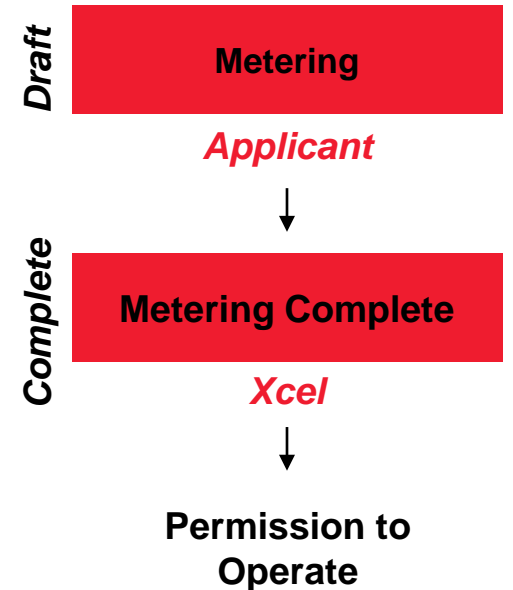 Draft
Metering
Applicant
Complete
Metering Complete
Xcel
Permission to
Operate